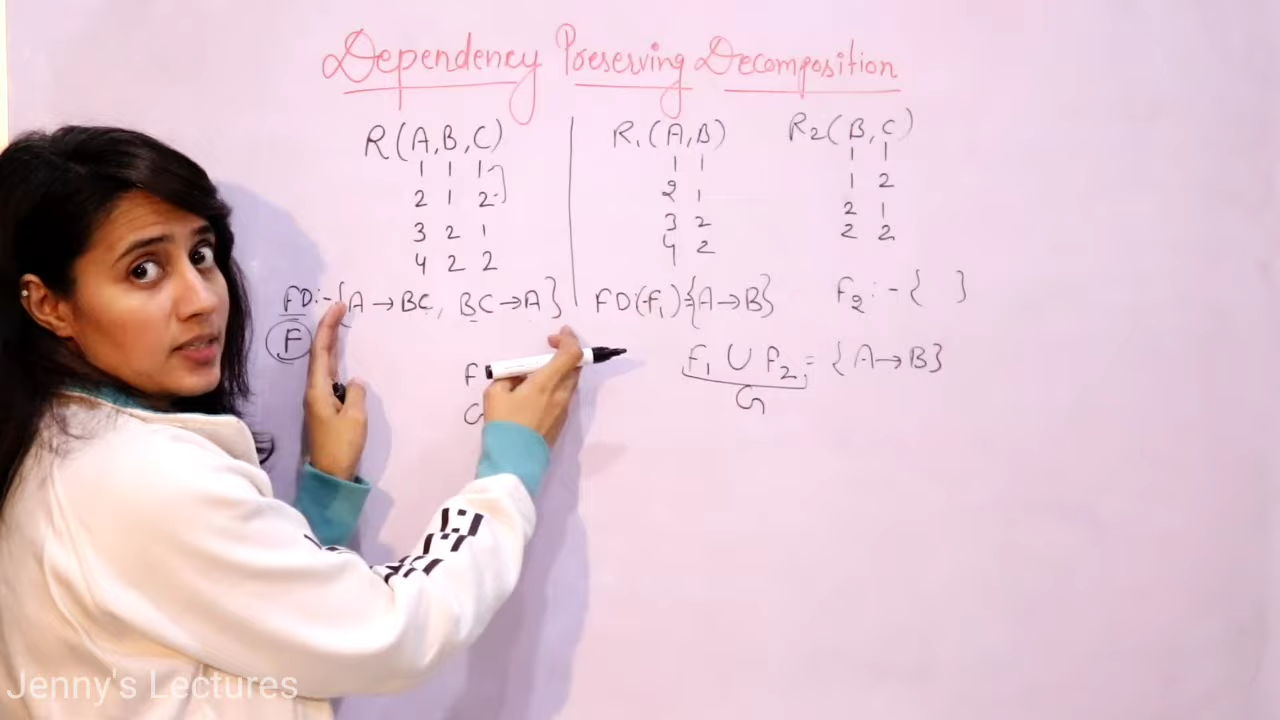 Dependency Preserving Decomposition
R(A,B,C)
1 1 1
2 1 2
3 2 1
4 2 2
FD:-{A→BC, BC→A}
F
R1(A,B)
1 1
2 1
3 2
4 2
FD(f1)={A→B}
R2(B,C)
1 1
1 2
2 1
2 2
F2:-{ }
F1 ∪ F2 = {A→B}
G
F
G
Jenny's Lectures